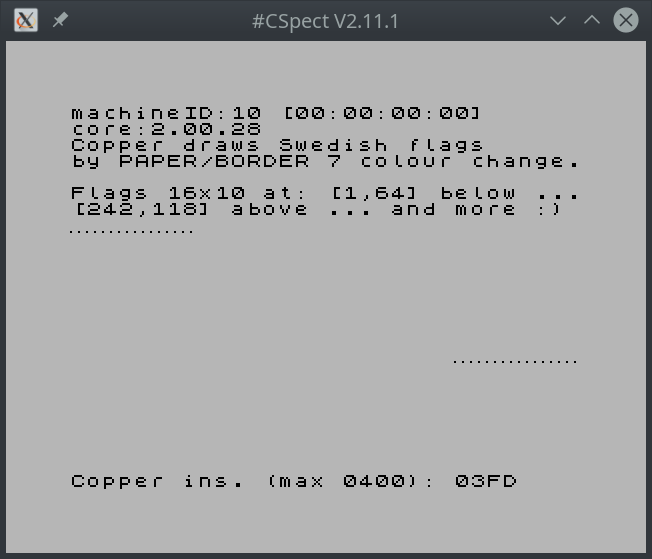 #CSpect V2.11.1
machineID:10 [00:00:00:00]
core:2.00.28
Copper draws Swedish flags
by PAPER/BORDER 7 colour change.
Flags 16x10 at: [1,64] below ...
[242,118] above ... and more :)
................
................
Copper ins. (max 0400): 03FD